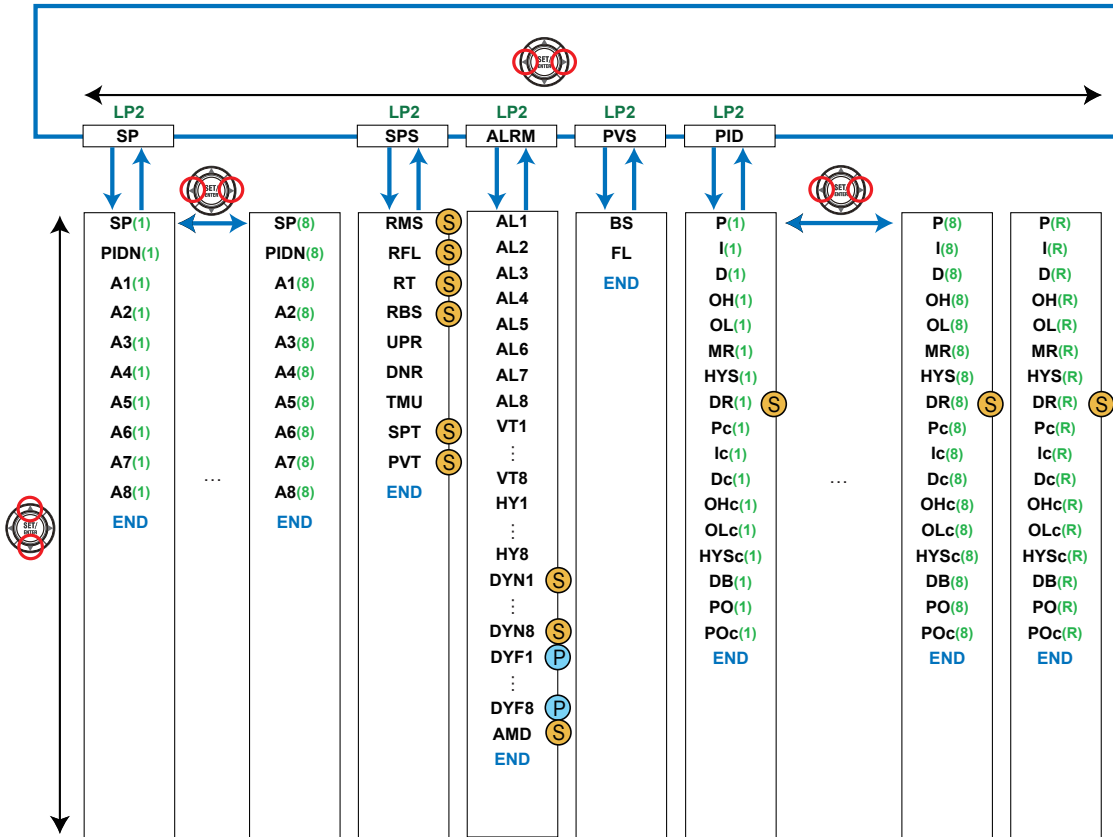 SET/
ENTER
LP2 LP2 LP2 LP2 LP2
SP SPS ALRM PVS PID
SET/
ENTER
SET/
ENTER
SP(1)
PIDN(1)
A1(1)
A2(1)
A3(1)
A4(1)
A5(1)
A6(1)
A7(1)
A8(1)
END
...
SP(8)
PIDN(8)
A1(8)
A2(8)
A3(8)
A4(8)
A5(8)
A6(8)
A7(8)
A8(8)
END
RMS S
RFL S
RT S
RBS S
UPR
DNR
TMU
SPT S
PVT S
END
AL1
AL2
AL3
AL4
AL5
AL6
AL7
AL8
VT1
⋮
VT8
HY1
⋮
HY8
DYN1 S
⋮
DYN8 S
DYF1 P
⋮
DYF8 P
AMD S
END
BS
FL
END
P(1)
I(1)
D(1)
OH(1)
OL(1)
MR(1)
HYS(1)
DR(1) S
Pc(1)
Ic(1)
Dc(1)
OHc(1)
OLc(1)
HYSc(1)
DB(1)
PO(1)
POc(1)
END
...
P(8)
I(8)
D(8)
OH(8)
OL(8)
MR(8)
HYS(8)
DR(8) S
Pc(8)
Ic(8)
Dc(8)
OHc(8)
OLc(8)
HYSc(8)
DB(8)
PO(8)
POc(8)
END
P(R)
I(R)
D(R)
OH(R)
OL(R)
MR(R)
HYS(R)
DR(R) S
Pc(R)
Ic(R)
Dc(R)
OHc(R)
OLc(R)
HYSc(R)
DB(R)
PO(R)
POc(R)
END
SET/
ENTER